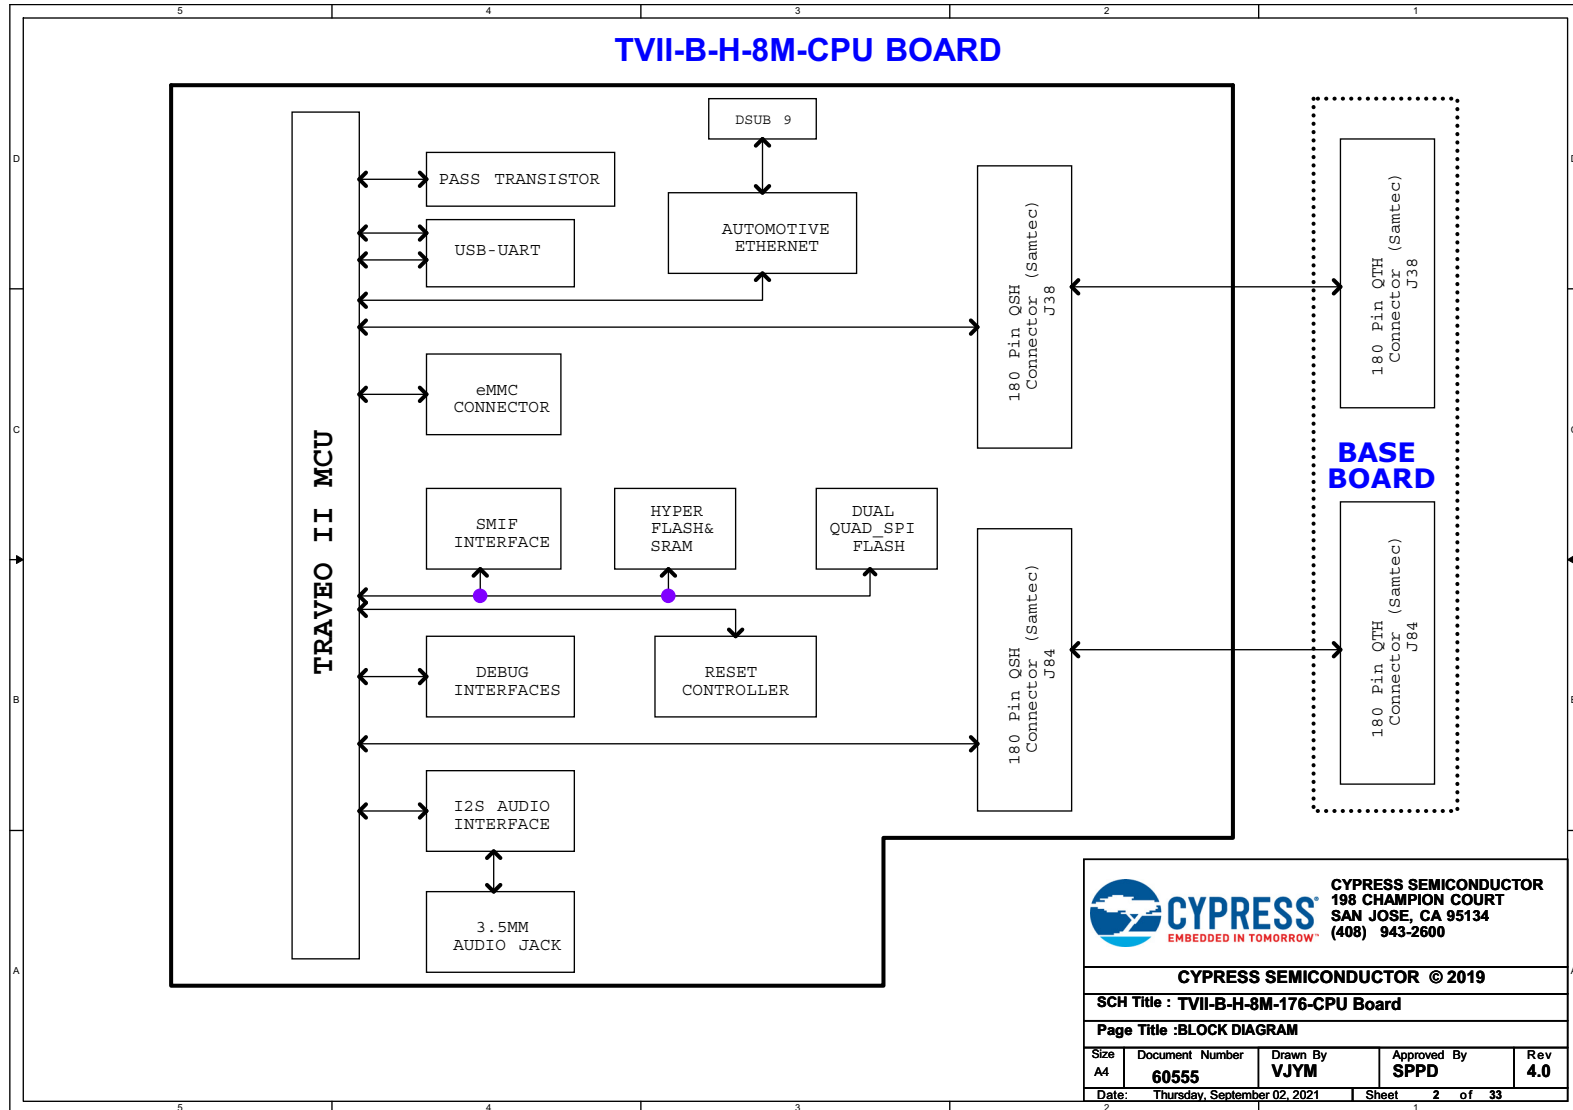 5 4 3 2 1
TVII-B-H-8M-CPU BOARD
D
D
DSUB 9
PASS TRANSISTOR
USB-UART
AUTOMOTIVE
ETHERNET
180 Pin QSH
Connector (Samtec)
J38
180 Pin QTH
Connector (Samtec)
J38
eMMC
CONNECTOR
C
C
BASE
BOARD
TRAVEO II MCU
SMIF
INTERFACE
HYPER
FLASH&
SRAM
DUAL
QUAD_SPI
FLASH
180 Pin QSH
Connector (Samtec)
J84
180 Pin QTH
Connector (Samtec)
J84
DEBUG
INTERFACES
RESET
CONTROLLER
B
B
I2S AUDIO
INTERFACE
3.5MM
AUDIO JACK
A
A
CYPRESS®
EMBEDDED IN TOMORROW™
CYPRESS SEMICONDUCTOR
198 CHAMPION COURT
SAN JOSE, CA 95134
(408) 943-2600
CYPRESS SEMICONDUCTOR © 2019
SCH Title : TVII-B-H-8M-176-CPU Board
Page Title :BLOCK DIAGRAM
Size Document Number Drawn By Approved By Rev
A4 60555 VJYM SPPD 4.0
Date: Thursday, September 02, 2021 Sheet 2 of 33
5 4 3 2 1